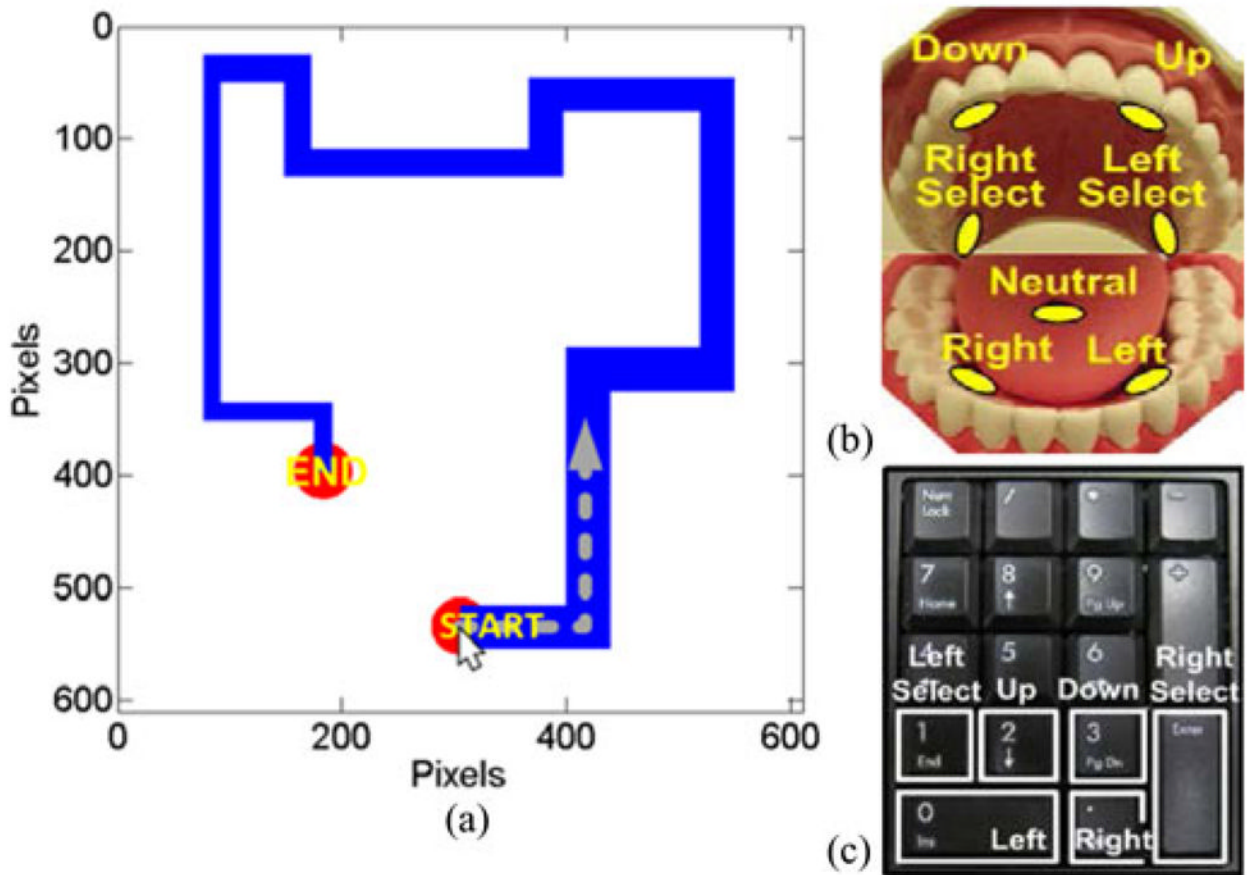 0
100
200
300
400
500
600
Pixels
END
START
0 200 400 600
Pixels
(a)
Down Up
Right Select Left Select
Neutral
Right Left
(b)
Num Lock / * -
7 Home 8 ↑ 9 Pg Up +
4 5 6
Left Select Up Down Right Select
1 End 2 ↓ 3 Pg Dn Enter
0 Ins Left . Right
(c)